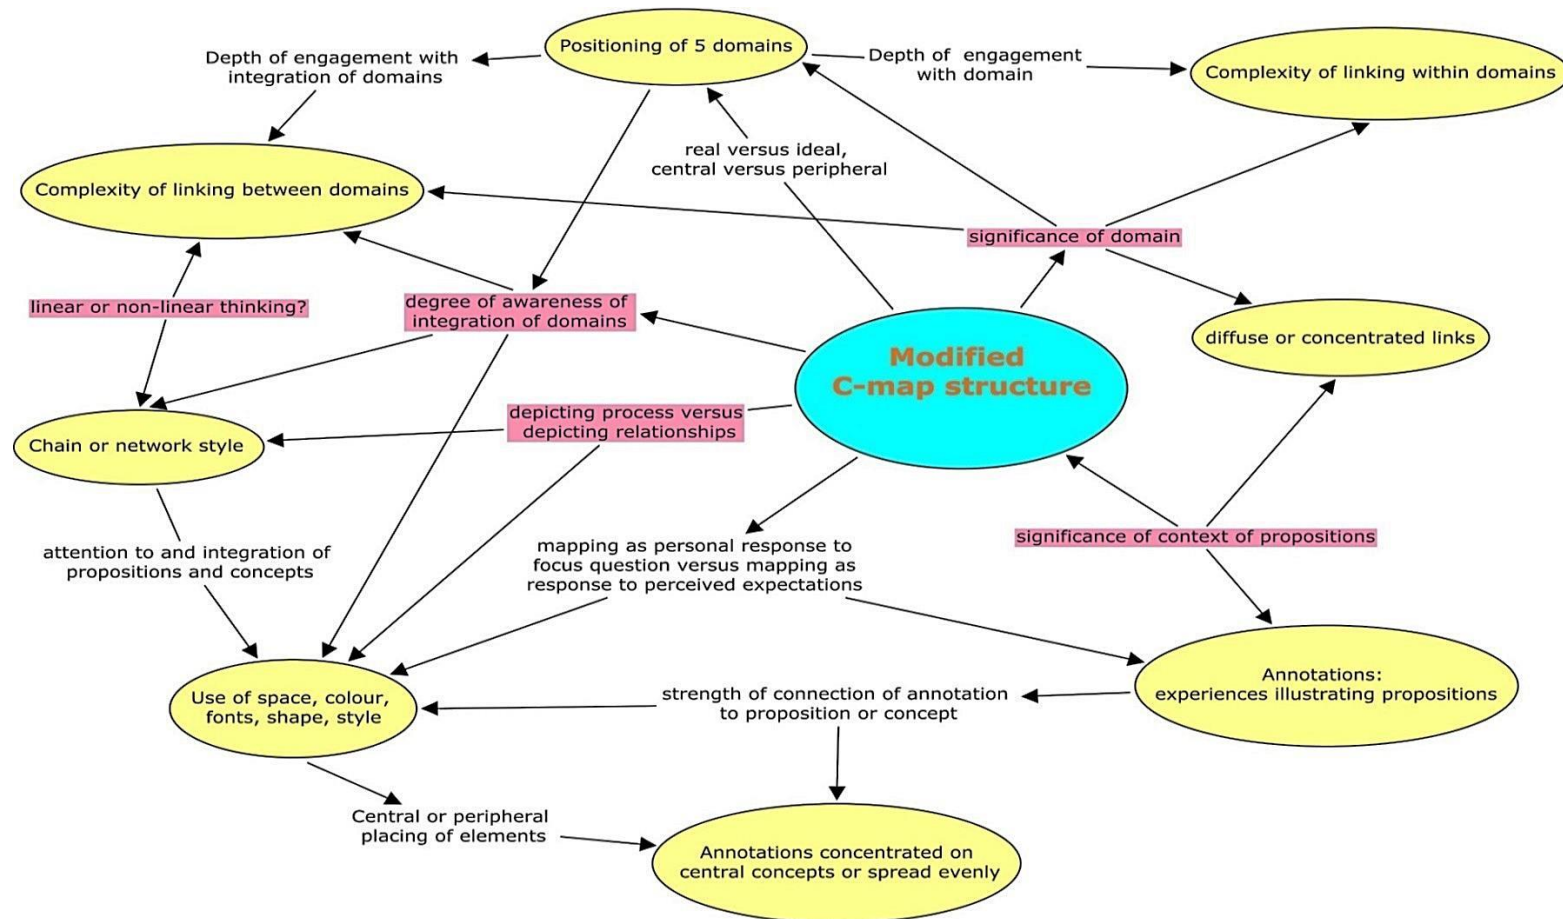 Positioning of 5 domains
Depth of engagement with
integration of domains
Depth of  engagement
with domain
Complexity of linking within domains
real versus ideal,
central versus peripheral
Complexity of linking between domains
significance of domain
linear or non-linear thinking?
degree of awareness of
integration of domains
diffuse or concentrated links
Modified
C-map structure
depicting process versus
depicting relationships
Chain or network style
significance of context of propositions
attention to and integration of
propositions and concepts
mapping as personal response to
focus question versus mapping as
response to perceived expectations
Annotations:
experiences illustrating propositions
Use of space, colour,
fonts, shape, style
strength of connection of annotation
to proposition or concept
Central or peripheral
placing of elements
Annotations concentrated on
central concepts or spread evenly